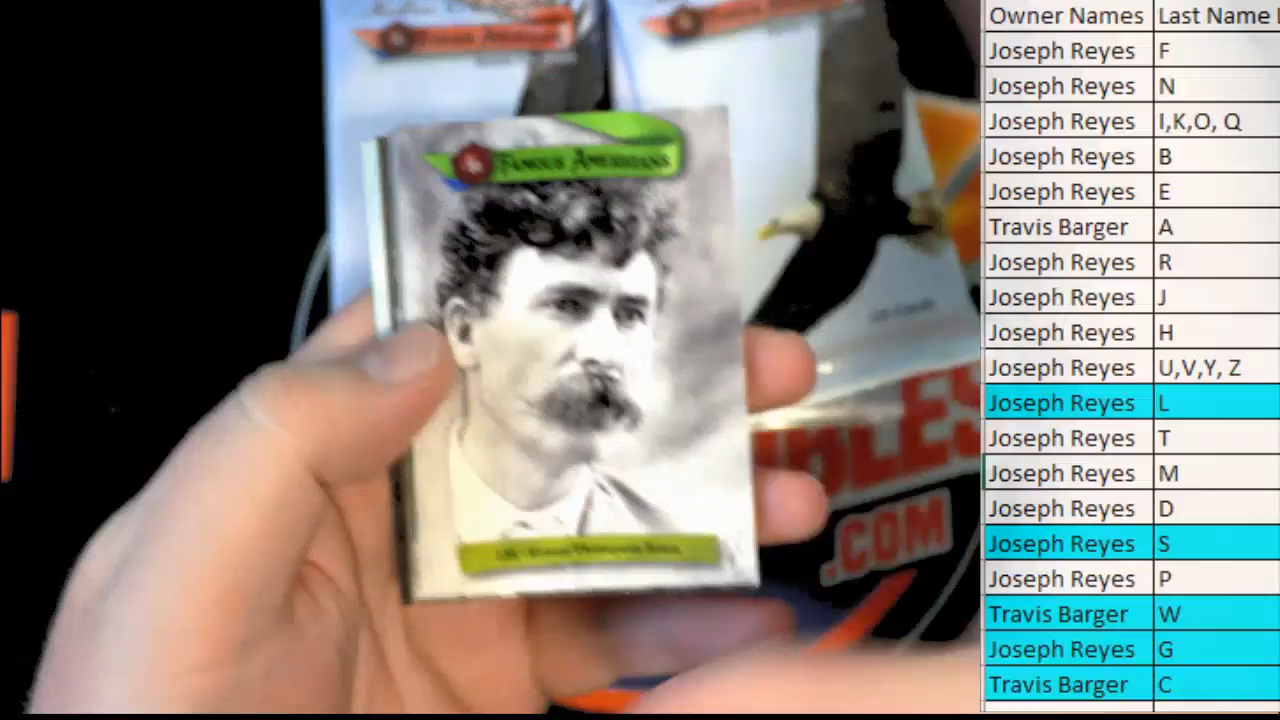 Owner Names Last Name
Joseph Reyes F
Joseph Reyes N
Joseph Reyes I,K,O, Q
Joseph Reyes B
Joseph Reyes E
Travis Barger A
Joseph Reyes R
Joseph Reyes J
Joseph Reyes H
Joseph Reyes U,V,Y, Z
Joseph Reyes L
Joseph Reyes T
Joseph Reyes M
Joseph Reyes D
Joseph Reyes S
Joseph Reyes P
Travis Barger W
Joseph Reyes G
Travis Barger C
Famous Americans
.COM